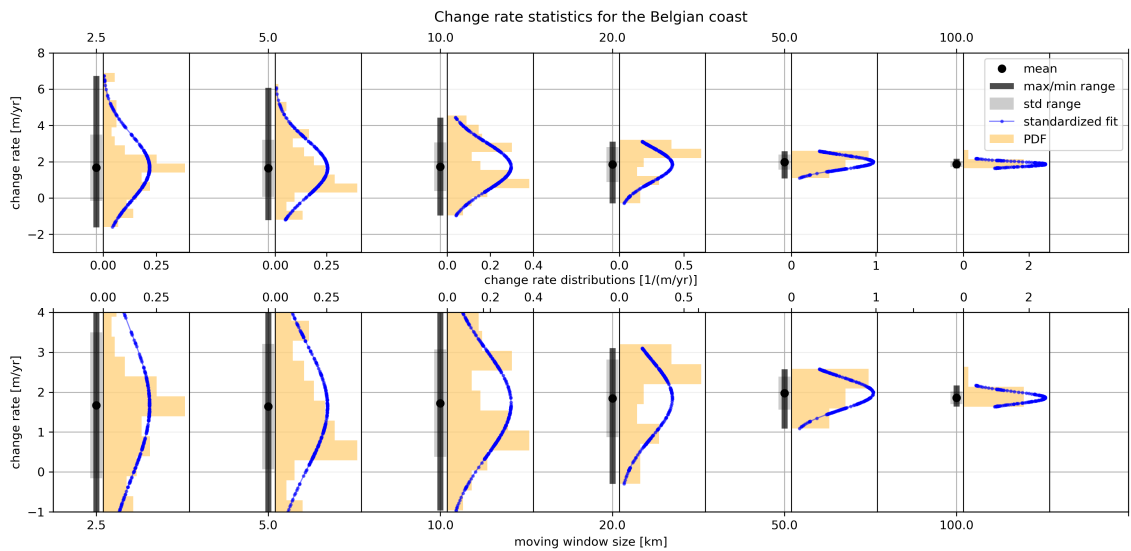 Change rate statistics for the Belgian coast
2.5 5.0 10.0 20.0 50.0 100.0
8
6
4
2
0
−2
change rate [m/yr]
mean
max/min range
std range
standardized fit
PDF
0.00 0.25 0.00 0.25 0.0 0.2 0.4 0.0 0.5 0 1 0 2
change rate distributions [1/(m/yr)]
0.00 0.25 0.00 0.25 0.0 0.2 0.4 0.0 0.5 0 1 0 2
4
3
2
1
0
−1
change rate [m/yr]
2.5 5.0 10.0 20.0 50.0 100.0
moving window size [km]